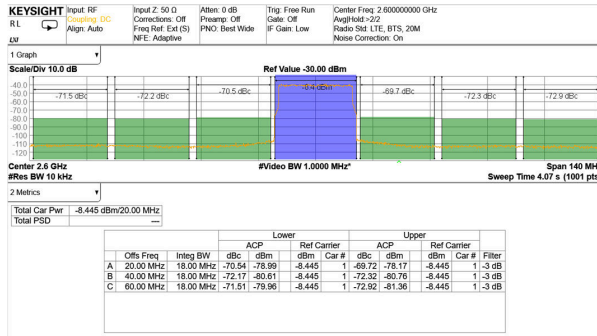 KEYSIGHT Input: RF Input Z: 50 Ω Atten: 0 dB Trig: Free Run Center Freq: 2.600000000 GHz
R L Coupling: DC Corrections: Off Preamp: Off Gate: Off Avg|Hold:>2/2
Align: Auto Freq Ref: Ext (S) PNO: Best Wide IF Gain: Low Radio Std: LTE, BTS, 20M
LXI NFE: Adaptive Noise Correction: On
1 Graph
Scale/Div 10.0 dB Ref Value -30.00 dBm
-40.0
-50.0
-60.0
-70.0
-80.0
-90.0
-100
-110
-120
-71.5 dBc -72.2 dBc -70.5 dBc -8.4 dBm -69.7 dBc -72.3 dBc -72.9 dBc
Center 2.6 GHz #Video BW 1.0000 MHz* Span 140 MH
#Res BW 10 kHz Sweep Time 4.07 s (1001 pts
2 Metrics
Total Car Pwr -8.445 dBm/20.00 MHz
Total PSD ---
Lower Upper
ACP Ref Carrier ACP Ref Carrier
Offs Freq Integ BW dBc dBm dBm Car # dBc dBm dBm Car # Filter
A 20.00 MHz 18.00 MHz -70.54 -78.99 -8.445 1 -69.72 -78.17 -8.445 1 -3 dB
B 40.00 MHz 18.00 MHz -72.17 -80.61 -8.445 1 -72.32 -80.76 -8.445 1 -3 dB
C 60.00 MHz 18.00 MHz -71.51 -79.96 -8.445 1 -72.92 -81.36 -8.445 1 -3 dB